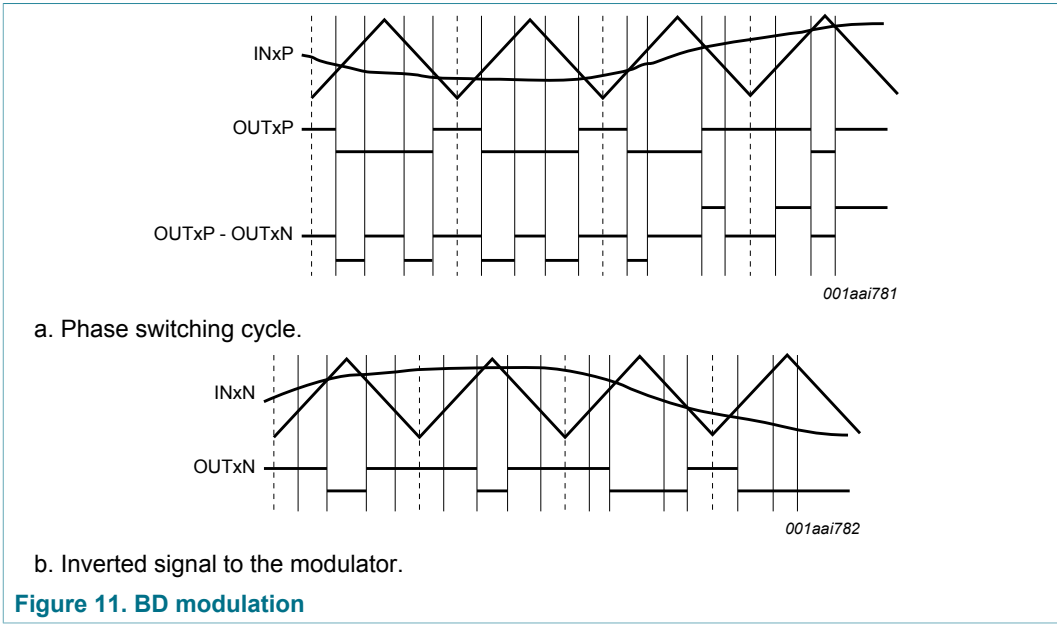 INxP
OUTxP
OUTxP - OUTxN
001aai781
a. Phase switching cycle.
INxN
OUTxN
001aai782
b. Inverted signal to the modulator.
Figure 11. BD modulation